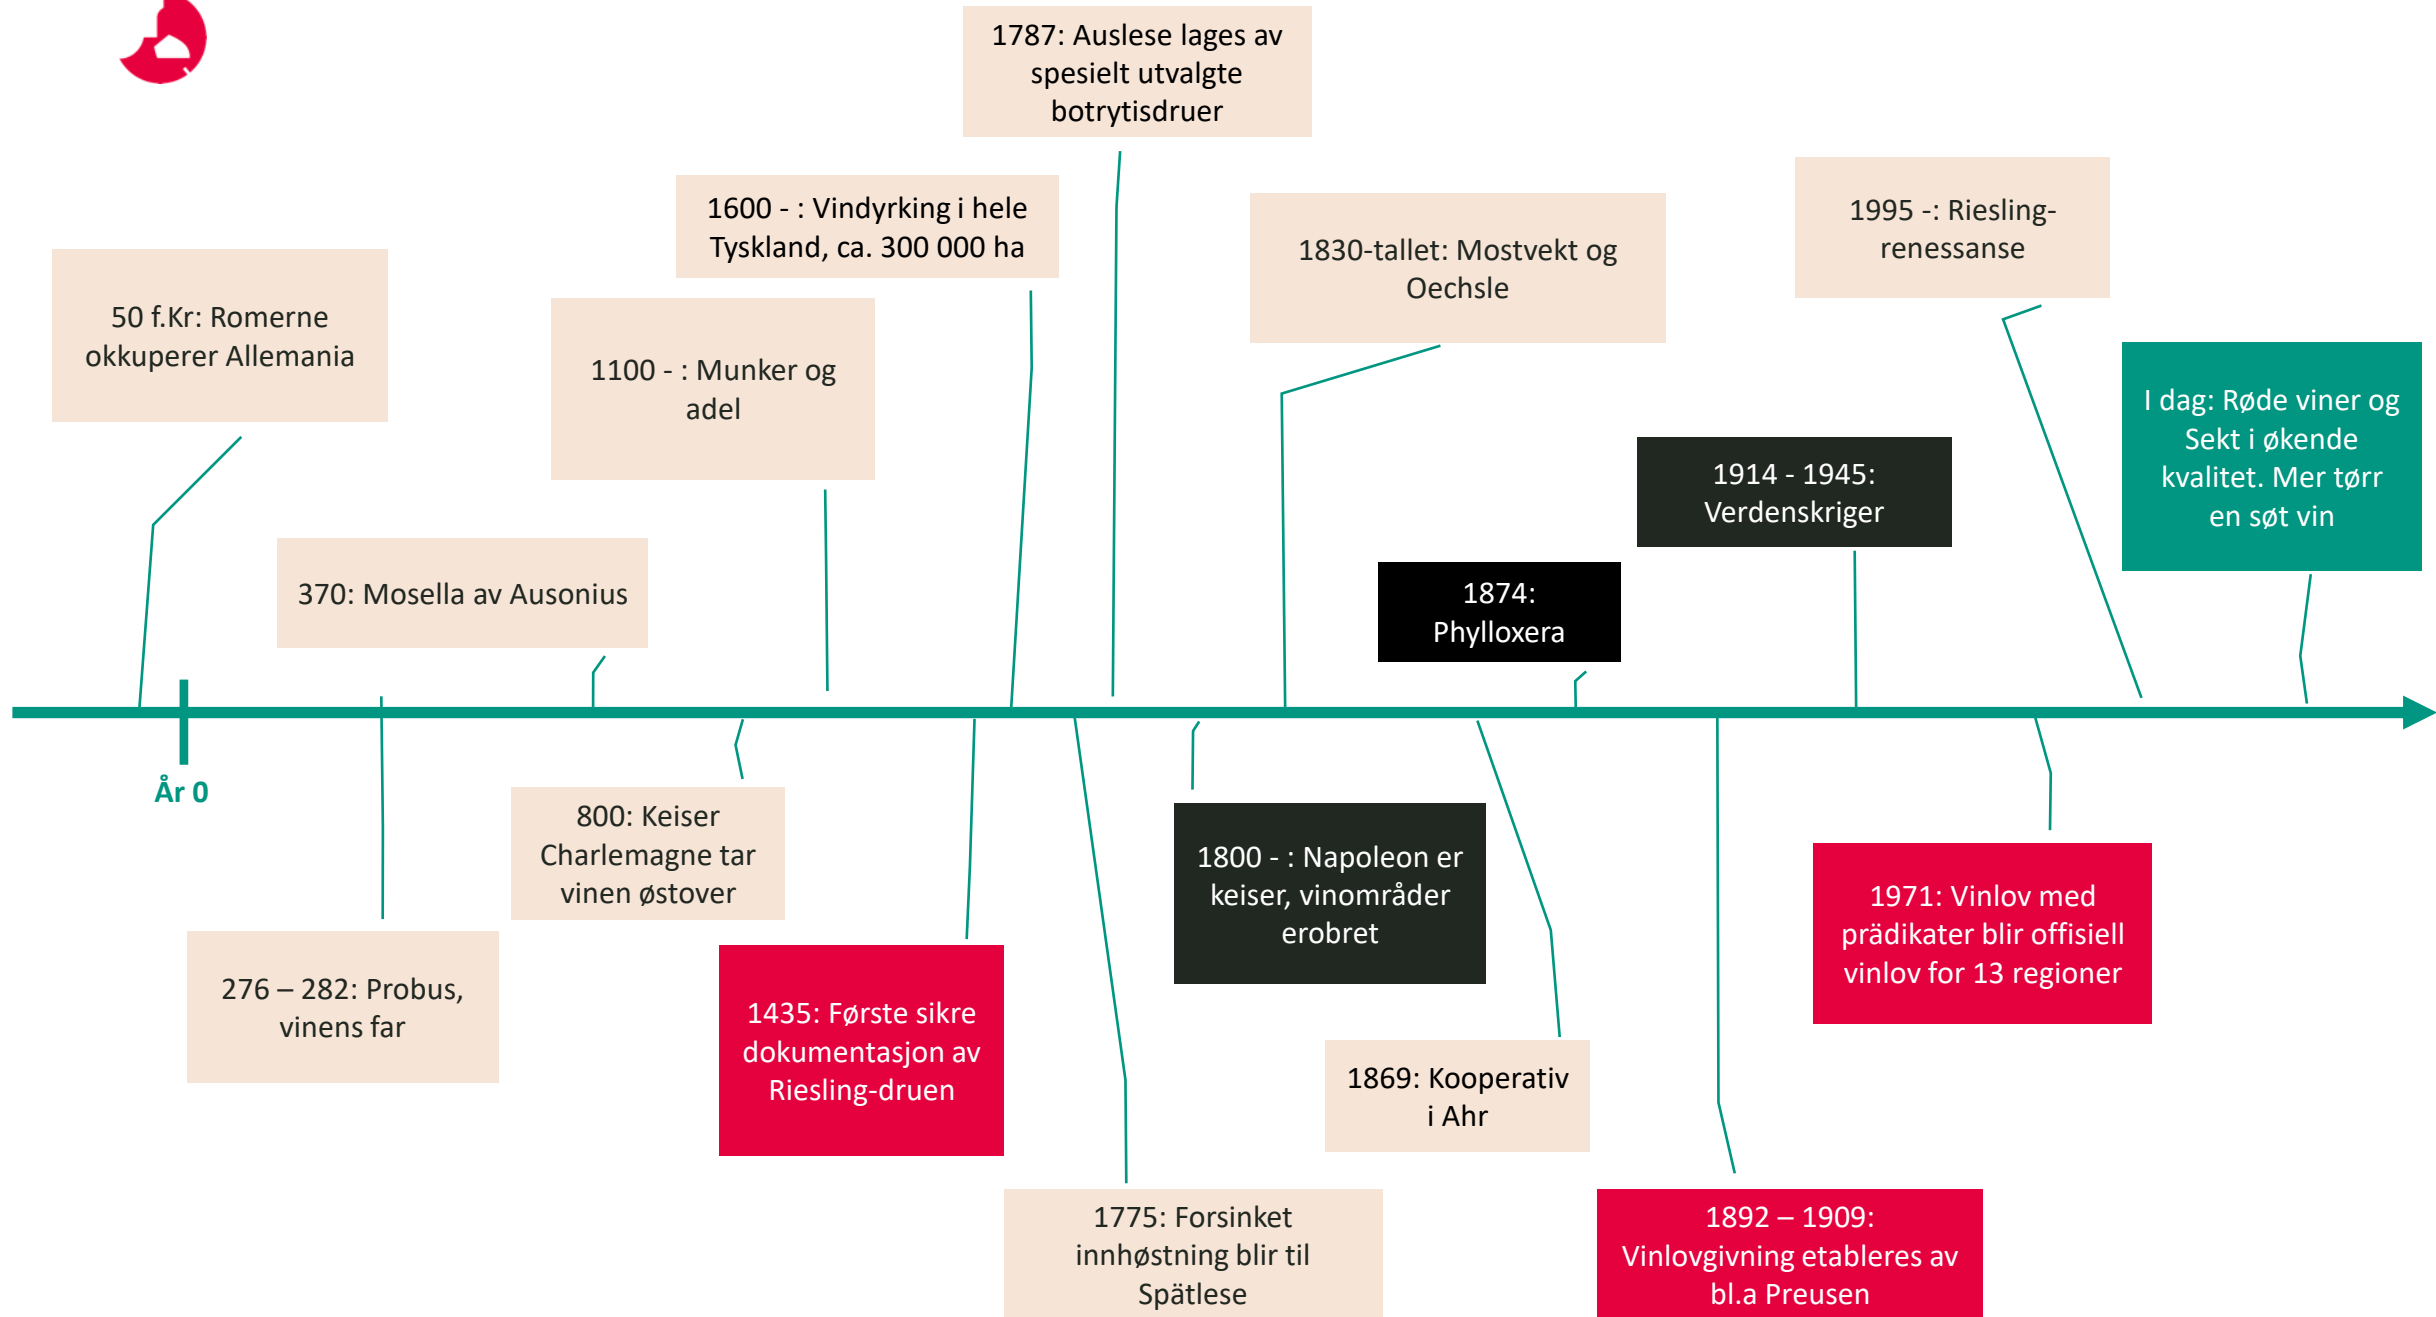 1787: Auslese lages av
spesielt utvalgte
botrytisdruer
1600 - : Vindyrking i hele
Tyskland, ca. 300 000 ha
1995 -: Riesling-
renessanse
1830-tallet: Mostvekt og
Oechsle
50 f.Kr: Romerne
okkuperer Allemania
1100 - : Munker og
adel
I dag: Røde viner og
Sekt i økende
kvalitet. Mer tørr
en søt vin
1914 - 1945:
Verdenskriger
370: Mosella av Ausonius
1874:
Phylloxera
År 0
800: Keiser
Charlemagne tar
vinen østover
1800 - : Napoleon er
keiser, vinområder
erobret
1971: Vinlov med
prädikater blir offisiell
vinlov for 13 regioner
276 – 282: Probus,
vinens far
1435: Første sikre
dokumentasjon av
Riesling-druen
1869: Kooperativ
i Ahr
1775: Forsinket
innhøstning blir til
Spätlese
1892 – 1909:
Vinlovgivning etableres av
bl.a Preusen